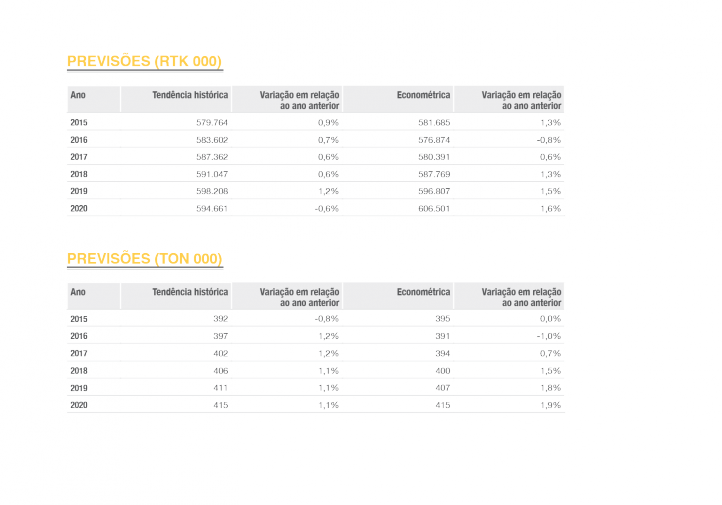 PREVISÕES (RTK 000)
Ano Tendência histórica Variação em relação Econométrica Variação em relação
ao ano anterior ao ano anterior
2015 579.764 0,9% 581.685 1,3%
2016 583.602 0,7% 576.874 -0,8%
2017 587.362 0,6% 580.391 0,6%
2018 591.047 0,6% 587.769 1,3%
2019 598.208 1,2% 596.807 1,5%
2020 594.661 -0,6% 606.501 1,6%
PREVISÕES (TON 000)
Ano Tendência histórica Variação em relação Econométrica Variação em relação
ao ano anterior ao ano anterior
2015 392 -0,8% 395 0,0%
2016 397 1,2% 391 -1,0%
2017 402 1,2% 394 0,7%
2018 406 1,1% 400 1,5%
2019 411 1,1% 407 1,8%
2020 415 1,1% 415 1,9%